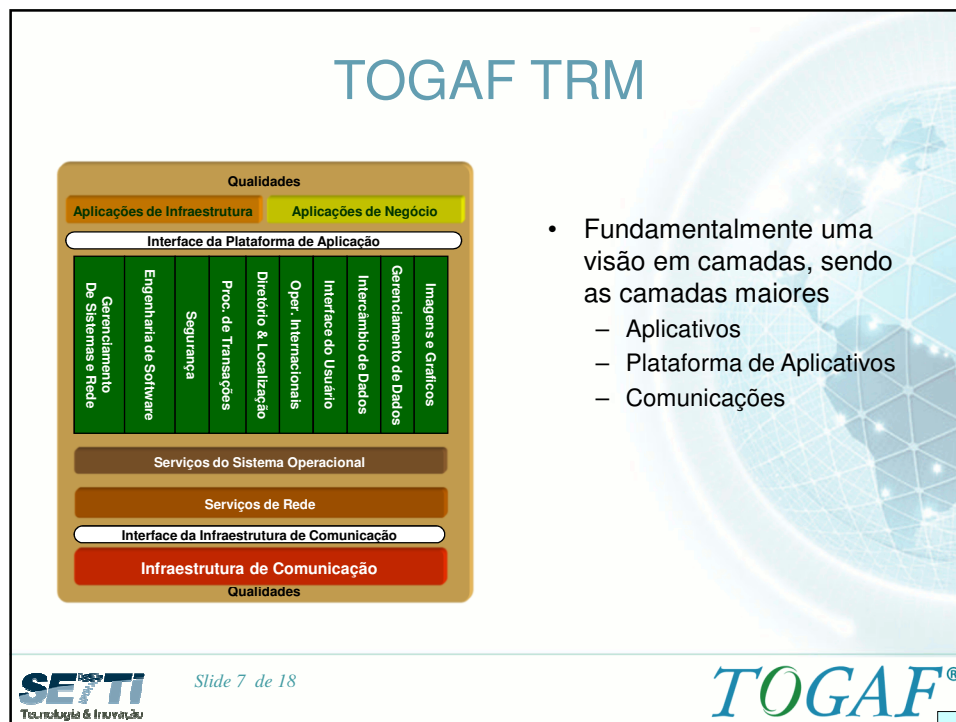 TOGAF TRM
Qualidades
Aplicações de Infraestrutura
Aplicações de Negócio
Interface da Plataforma de Aplicação
Gerenciamento
De Sistemas e Rede
Engenharia de Software
Segurança
Proc. de Transações
Diretório & Localização
Oper. Internacionais
Interface do Usuário
Intercâmbio de Dados
Gerenciamento de Dados
Imagens e Graficos
Serviços do Sistema Operacional
Serviços de Rede
Interface da Infraestrutura de Comunicação
Infraestrutura de Comunicação
Qualidades
• Fundamentalmente uma
visão em camadas, sendo
as camadas maiores
– Aplicativos
– Plataforma de Aplicativos
– Comunicações
SETTI
Tecnologia & Inovação
Slide 7 de 18
TOGAF®